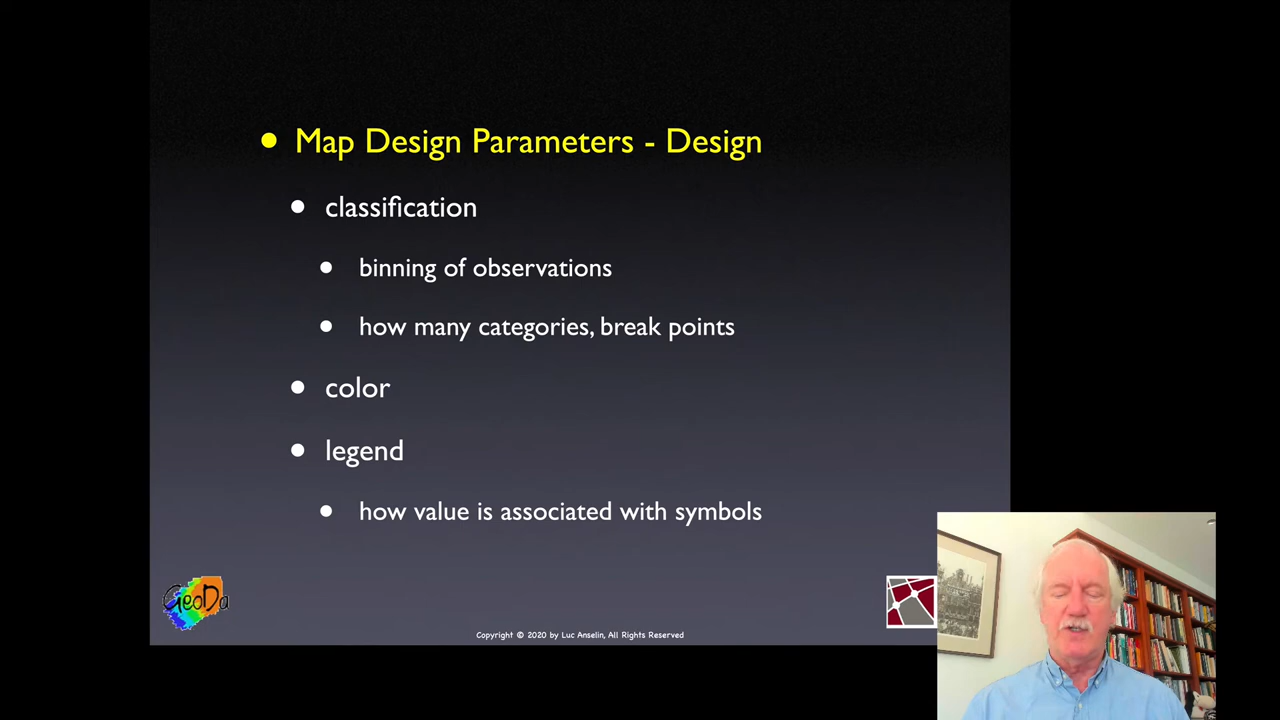 Map Design Parameters - Design
classification
binning of observations
how many categories, break points
color
legend
how value is associated with symbols
GeoDa
Copyright © 2020 by Luc Anselin, All Rights Reserved